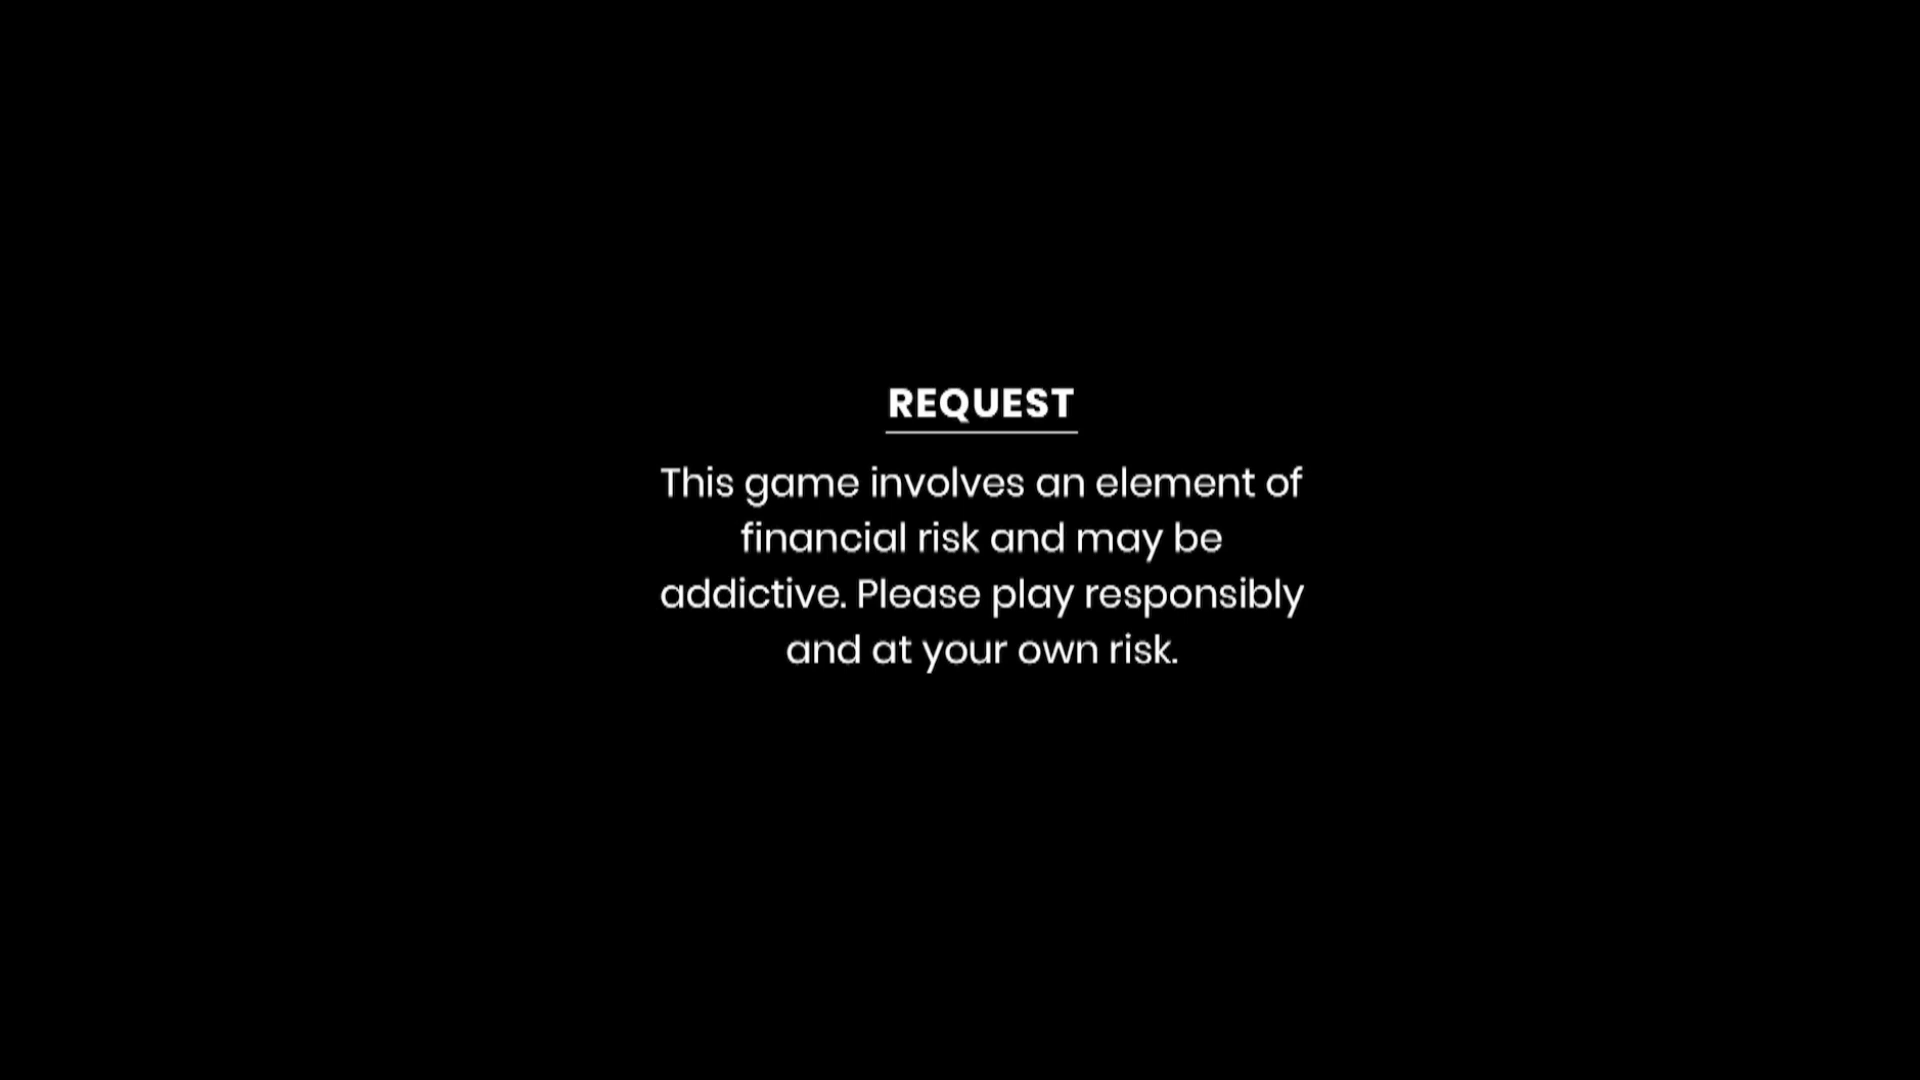 REQUEST
This game involves an element of
financial risk and may be
addictive. Please play responsibly
and at your own risk.